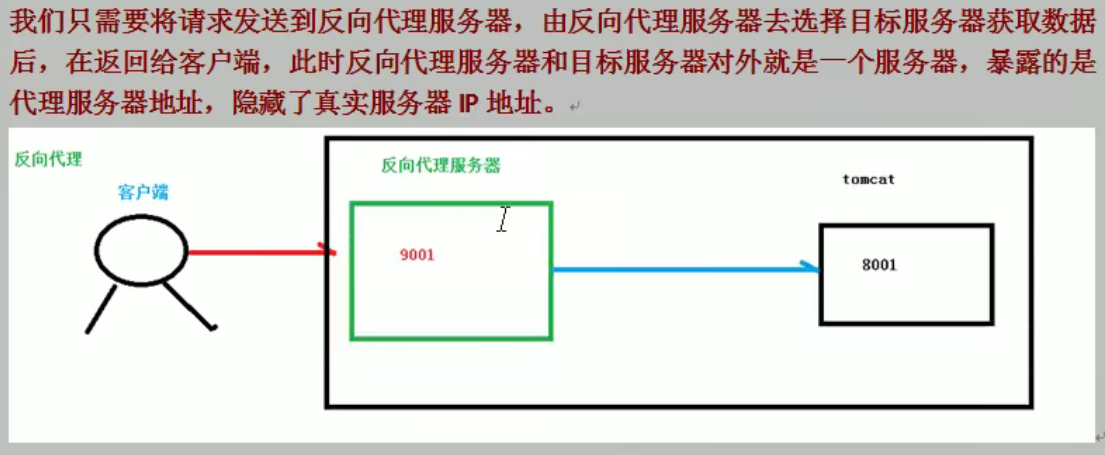 我们只需要将请求发送到反向代理服务器，由反向代理服务器去选择目标服务器获取数据
后，在返回给客户端，此时反向代理服务器和目标服务器对外就是一个服务器，暴露的是
代理服务器地址，隐藏了真实服务器 IP 地址。
反向代理
客户端
反向代理服务器
tomcat
9001
8001